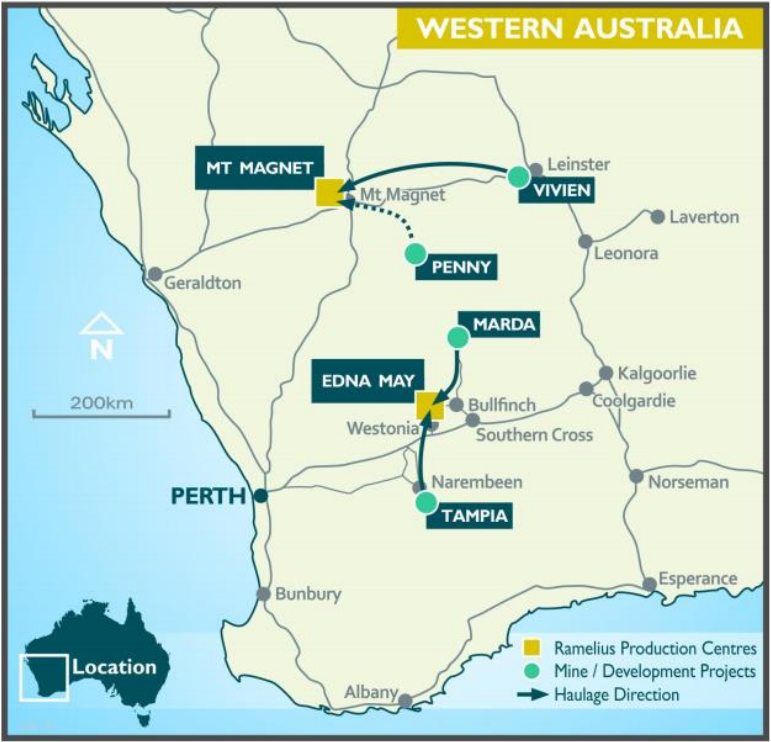 WESTERN AUSTRALIA
MT MAGNET
Leinster
VIVIEN
Mt Magnet
Laverton
Leonora
PENNY
Geraldton
N
MARDA
EDNA MAY
Kalgoorlie
Coolgardie
200km
Bullfinch
Westonia
Southern Cross
Narembeen
Norseman
PERTH
TAMPIA
Esperance
Bunbury
Location
Ramelius Production Centres
Mine / Development Projects
Haulage Direction
Albany